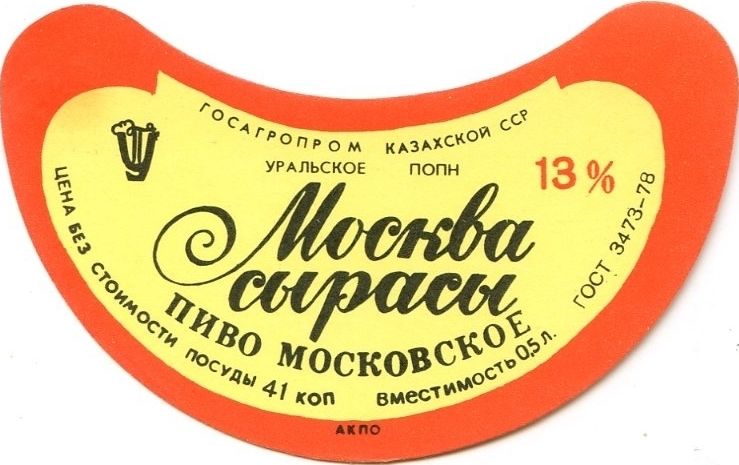 ГОСАГРОПРОМ КАЗАХСКОЙ ССР
УРАЛЬСКОЕ ПОПН
13%
Москва
сырасы
ПИВО МОСКОВСКОЕ
ЦЕНА БЕЗ СТОИМОСТИ ПОСУДЫ 41 КОП
ВМЕСТИМОСТЬ 0,5 Л.
ГОСТ 3473-78
АКПО